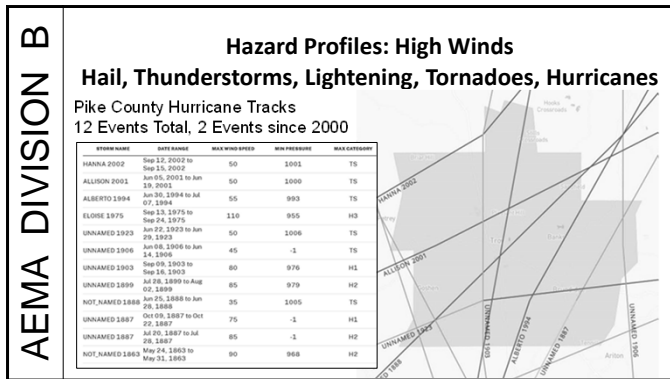 AEMA DIVISION B
Hazard Profiles: High Winds
Hail, Thunderstorms, Lightening, Tornadoes, Hurricanes
Pike County Hurricane Tracks
12 Events Total, 2 Events since 2000
STORM NAME DATE RANGE MAX WIND SPEED MIN PRESSURE MAX CATEGORY
HANNA 2002 Sep 12, 2002 to Sep 15, 2002 50 1001 TS
ALLISON 2001 Jun 05, 2001 to Jun 19, 2001 50 1000 TS
ALBERTO 1994 Jun 30, 1994 to Jul 07, 1994 55 993 TS
ELOISE 1975 Sep 13, 1975 to Sep 24, 1975 110 955 H3
UNNAMED 1923 Jun 22, 1923 to Jun 29, 1923 50 1006 TS
UNNAMED 1906 Jun 08, 1906 to Jun 14, 1906 45 -1 TS
UNNAMED 1903 Sep 09, 1903 to Sep 16, 1903 80 976 H1
UNNAMED 1899 Jul 28, 1899 to Aug 02, 1899 85 979 H2
NOT_NAMED 1888 Jun 25, 1888 to Jun 28, 1888 35 1005 TS
UNNAMED 1887 Oct 09, 1887 to Oct 22, 1887 75 -1 H1
UNNAMED 1887 Jul 20, 1887 to Jul 28, 1887 85 -1 H2
NOT_NAMED 1863 May 24, 1863 to May 31, 1863 90 968 H2
HANNA 2002
ALLISON 2001
UNNAMED 1923
1888
UNNAMED 1903
ALBERTO 1994
UNNAMED 1887
UNNAMED 1906
Ariton